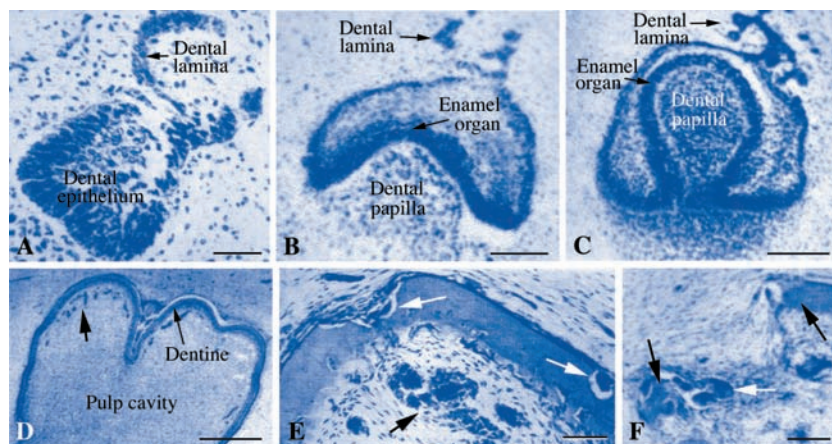 Dental
lamina
Dental
epithelium
A
Dental
lamina
Enamel
organ
Dental
papilla
B
Dental
lamina
Enamel
organ
Dental
papilla
C
Dentine
Pulp cavity
D
E
F